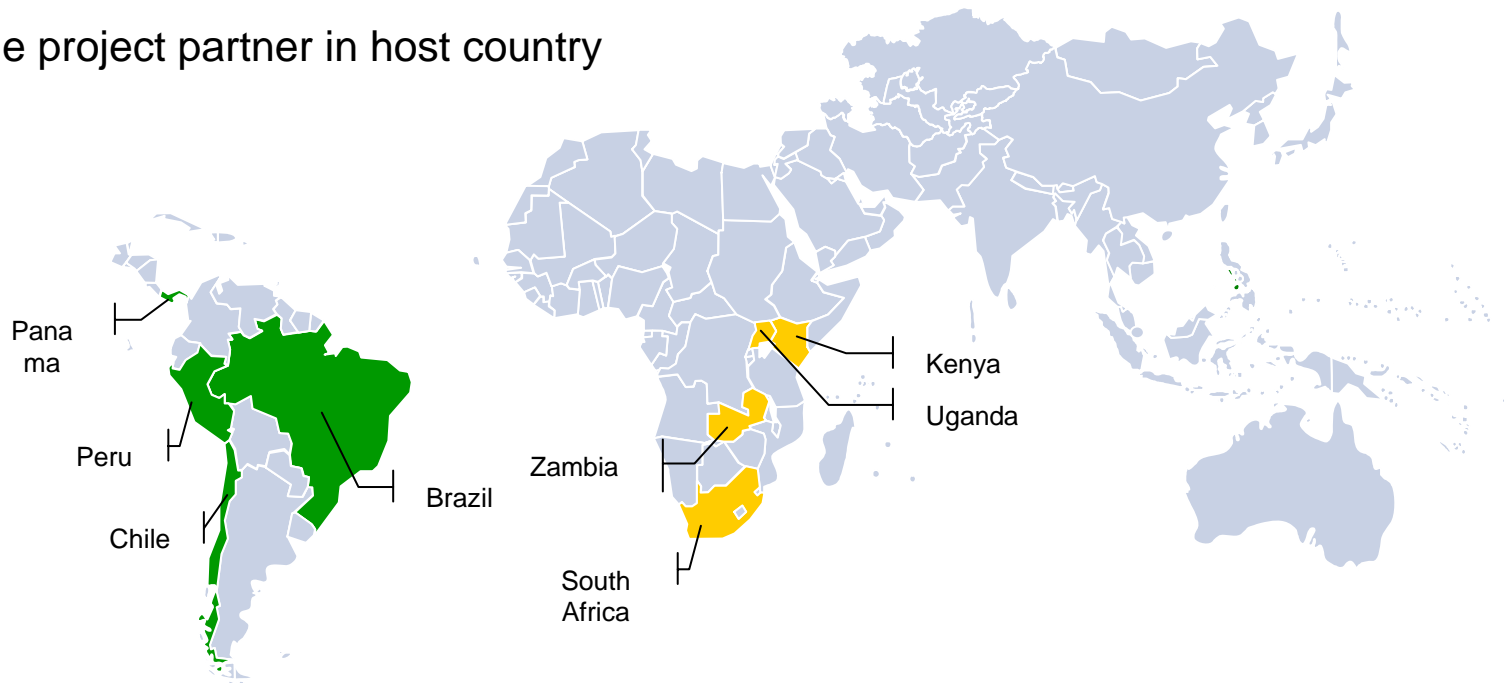 e project partner in host country
Pana
ma
Peru
Chile
Brazil
Zambia
South
Africa
Kenya
Uganda